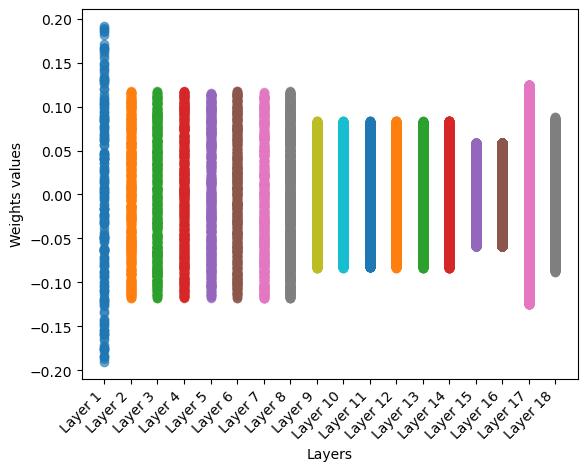 0.20
0.15
0.10
0.05
0.00
−0.05
−0.10
−0.15
−0.20
Weights values
Layer 1
Layer 2
Layer 3
Layer 4
Layer 5
Layer 6
Layer 7
Layer 8
Layer 9
Layer 10
Layer 11
Layer 12
Layer 13
Layer 14
Layer 15
Layer 16
Layer 17
Layer 18
Layers